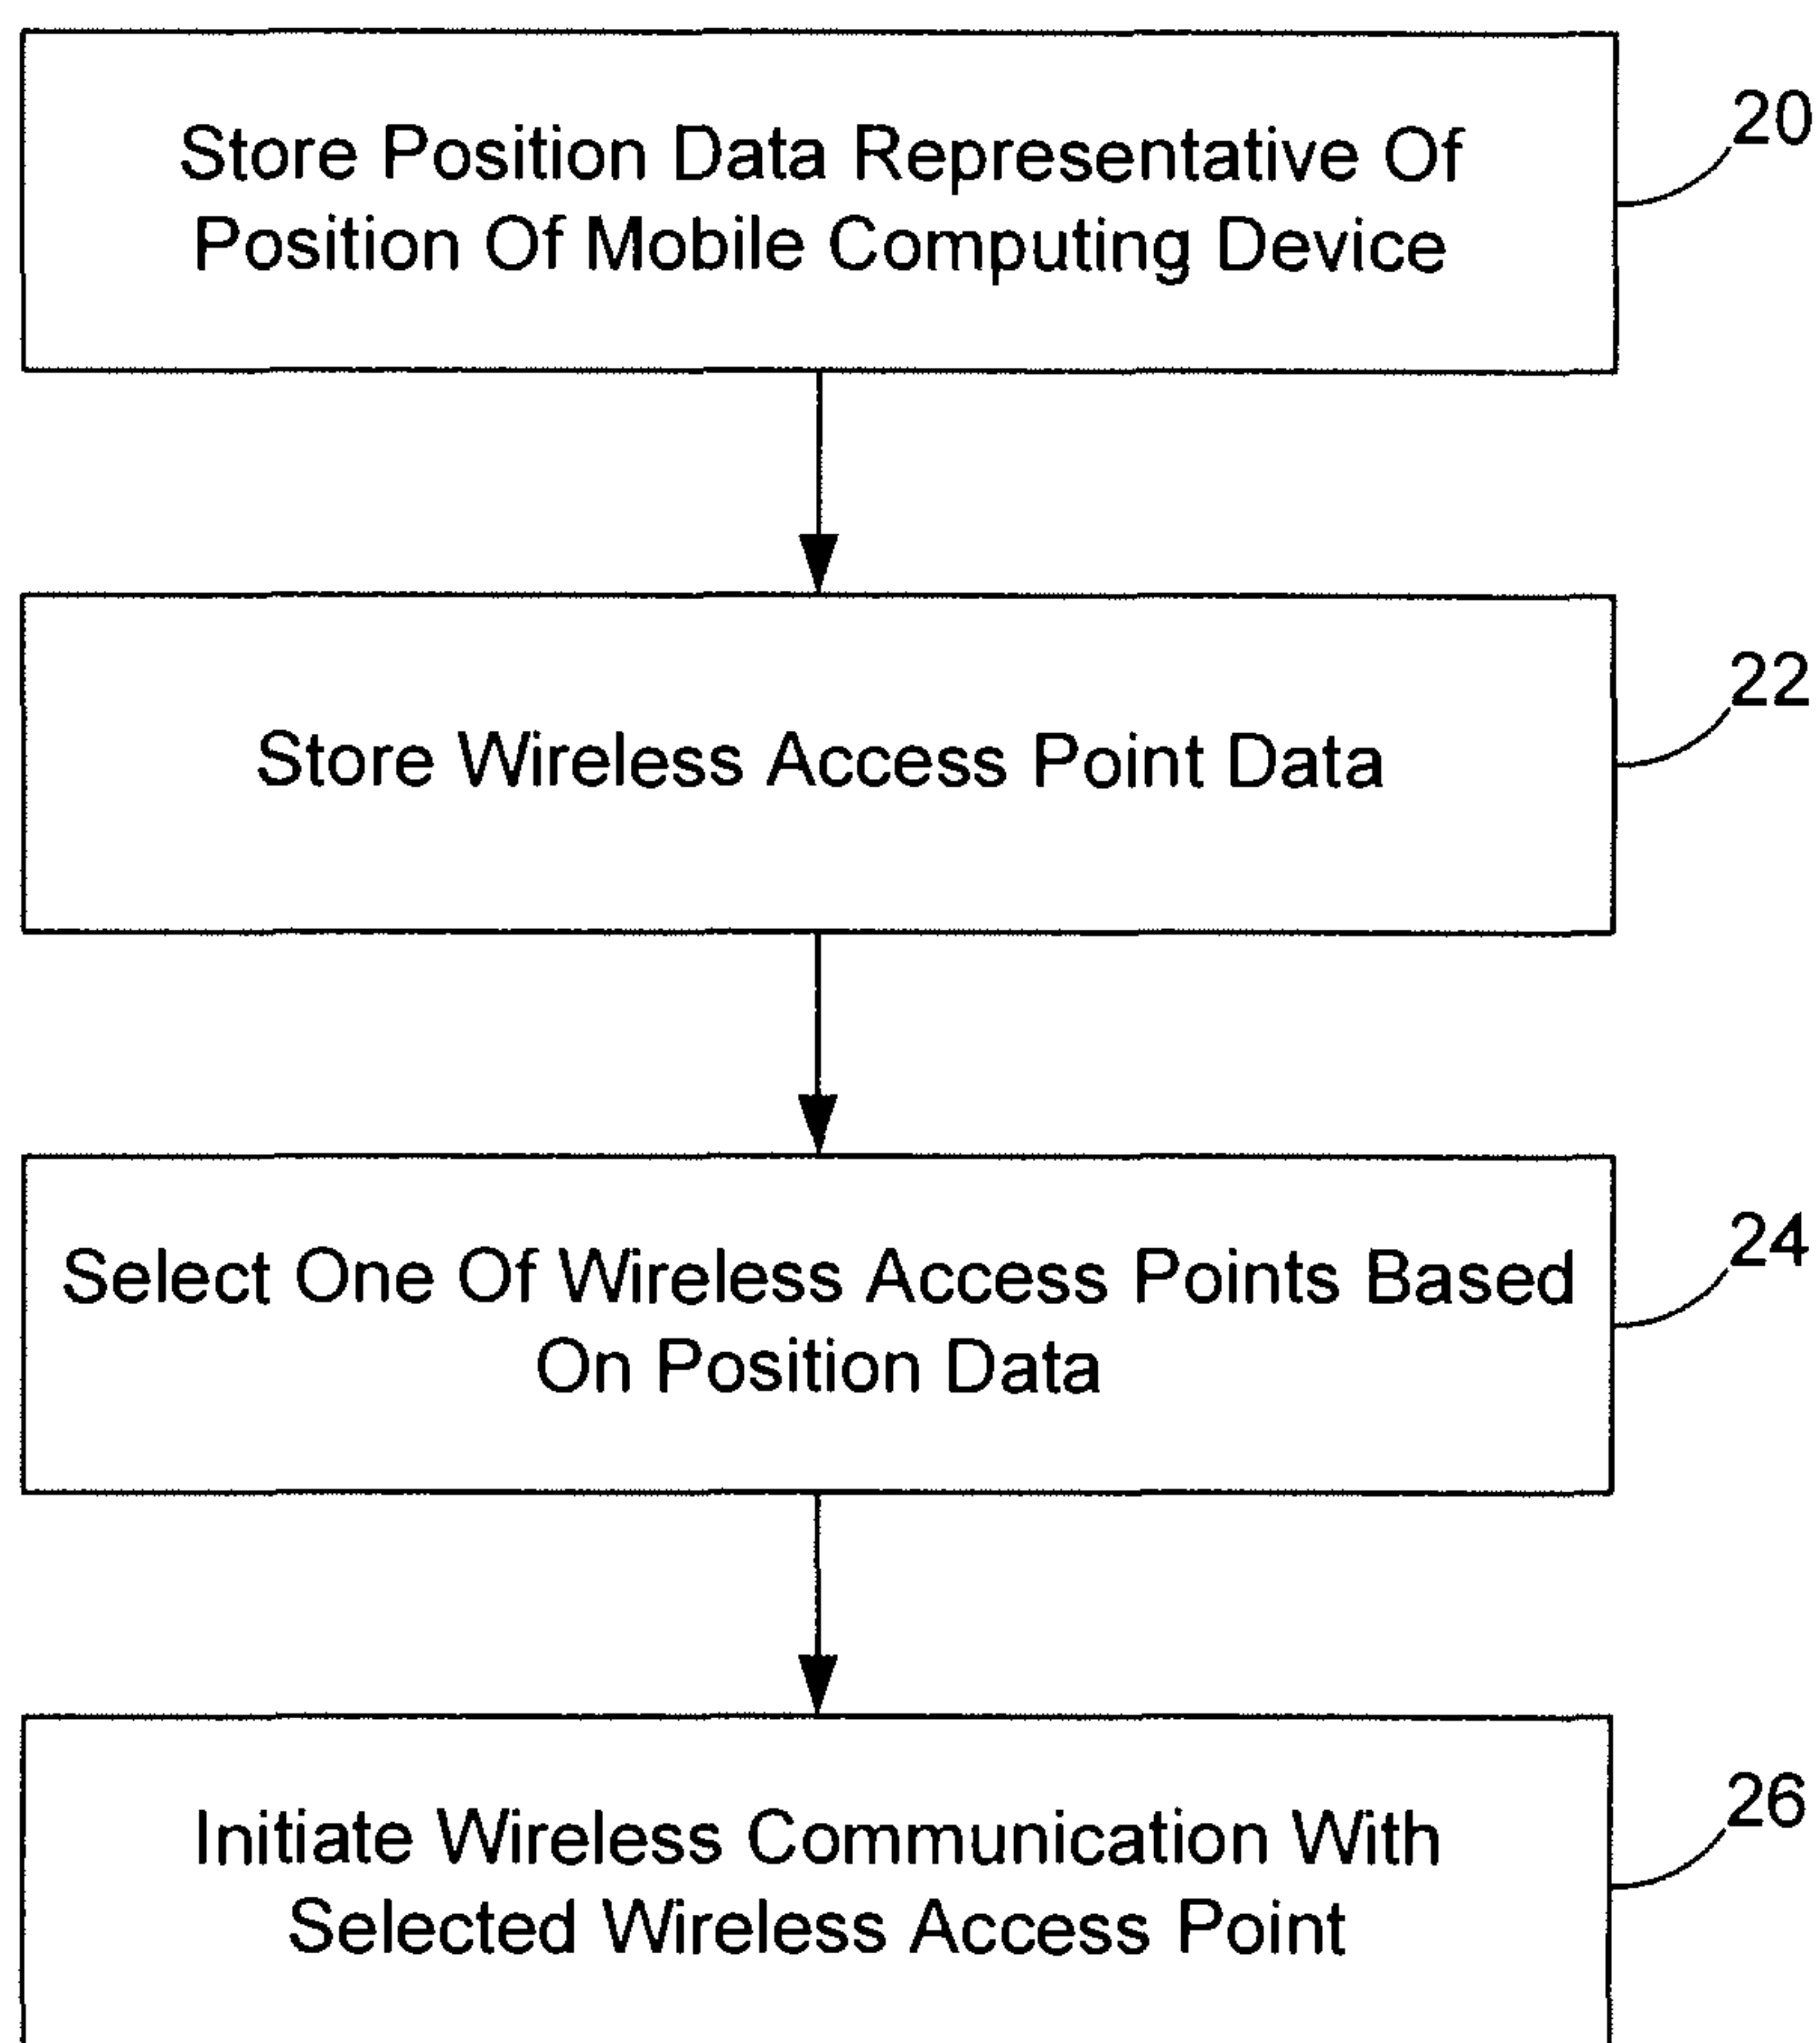 Store Position Data Representative Of
Position Of Mobile Computing Device
20
Store Wireless Access Point Data
22
Select One Of Wireless Access Points Based
On Position Data
24
Initiate Wireless Communication With
Selected Wireless Access Point
26